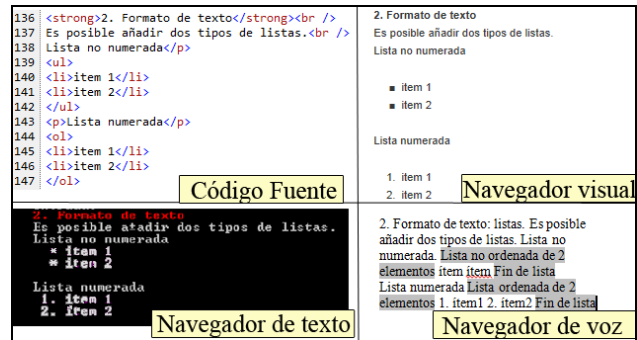 136 <strong>2. Formato de texto</strong><br />
137 Es posible añadir dos tipos de listas.<br />
138 Lista no numerada</p>
139 <ul>
140 <li>item 1</li>
141 <li>item 2</li>
142 </ul>
143 <p>Lista numerada</p>
144 <ol>
145 <li>item 1</li>
146 <li>item 2</li>
147 </ol>
Código Fuente
2. Formato de texto
Es posible añadir dos tipos de listas.
Lista no numerada
■ item 1
■ item 2
Lista numerada
1. item 1
2. item 2
Navegador visual
2. Formato de texto
Es posible añadir dos tipos de listas.
Lista no numerada
* item 1
* item 2
Lista numerada
1. item 1
2. item 2
Navegador de texto
2. Formato de texto: listas. Es posible
añadir dos tipos de listas. Lista no
numerada. Lista no ordenada de 2
elementos item item Fin de lista
Lista numerada Lista ordenada de 2
elementos 1. item1 2. item2 Fin de lista
Navegador de voz